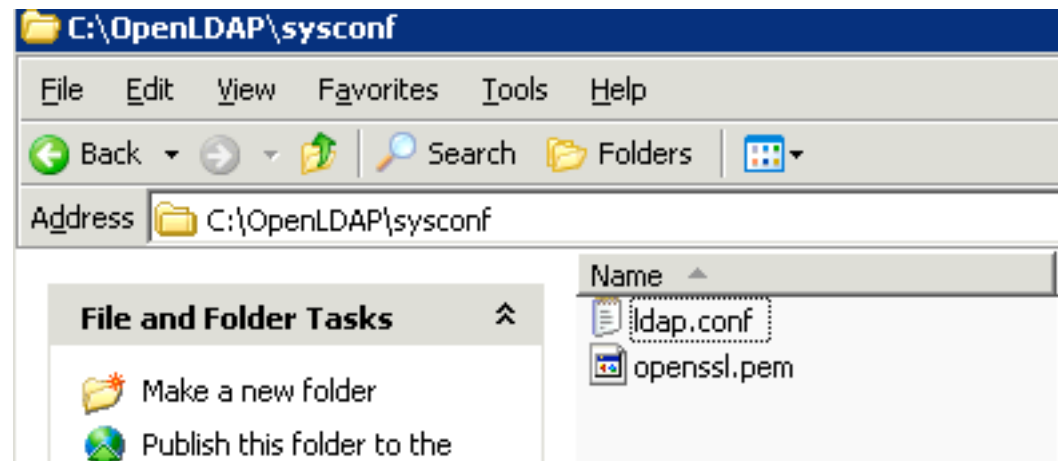 C:\OpenLDAP\sysconf
File Edit View Favorites Tools Help
Back Search Folders
Address C:\OpenLDAP\sysconf
Name
File and Folder Tasks
ldap.conf
openssl.pem
Make a new folder
Publish this folder to the